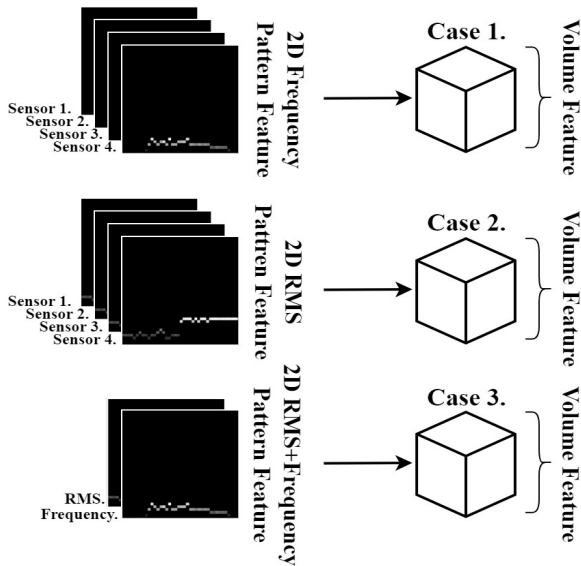 Sensor 1.
Sensor 2.
Sensor 3.
Sensor 4.
2D Frequency
Pattern Feature
Case 1.
Volume Feature
Sensor 1.
Sensor 2.
Sensor 3.
Sensor 4.
2D RMS
Pattren Feature
Case 2.
Volume Feature
RMS.
Frequency.
2D RMS+Frequency
Pattern Feature
Case 3.
Volume Feature